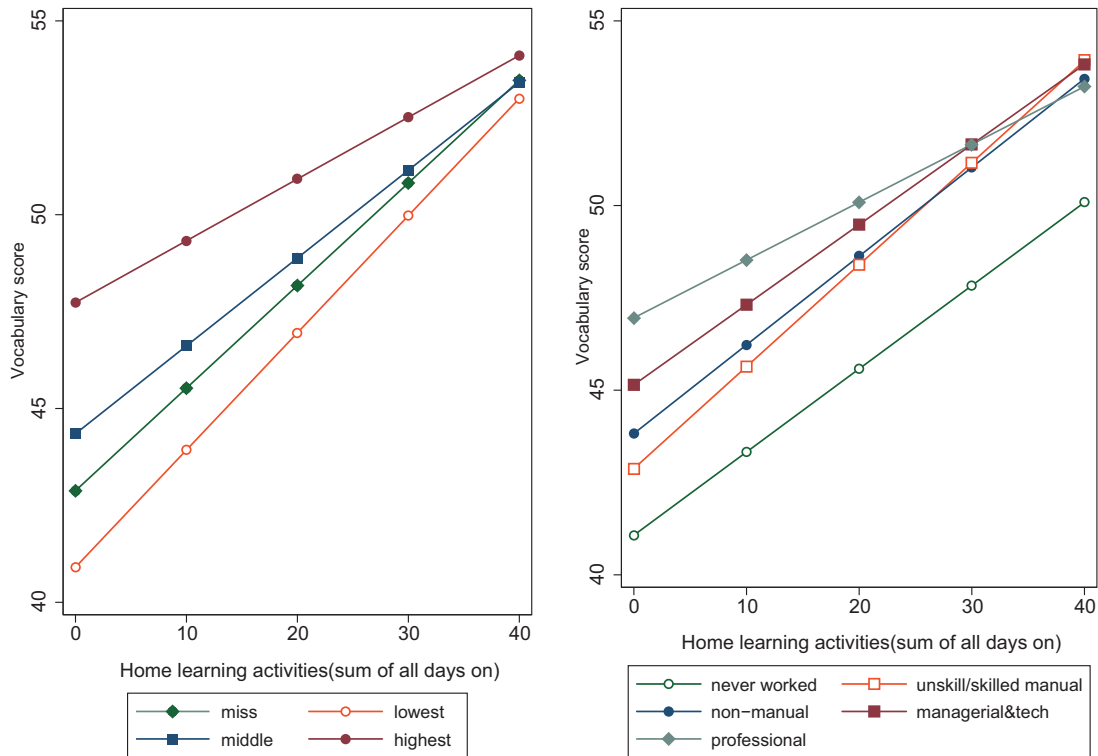 55
50
45
40
Vocabulary score
0 10 20 30 40
Home learning activities(sum of all days on)
miss lowest
middle highest
55
50
45
40
Vocabulary score
0 10 20 30 40
Home learning activities(sum of all days on)
never worked unskill/skilled manual
non−manual managerial&tech
professional